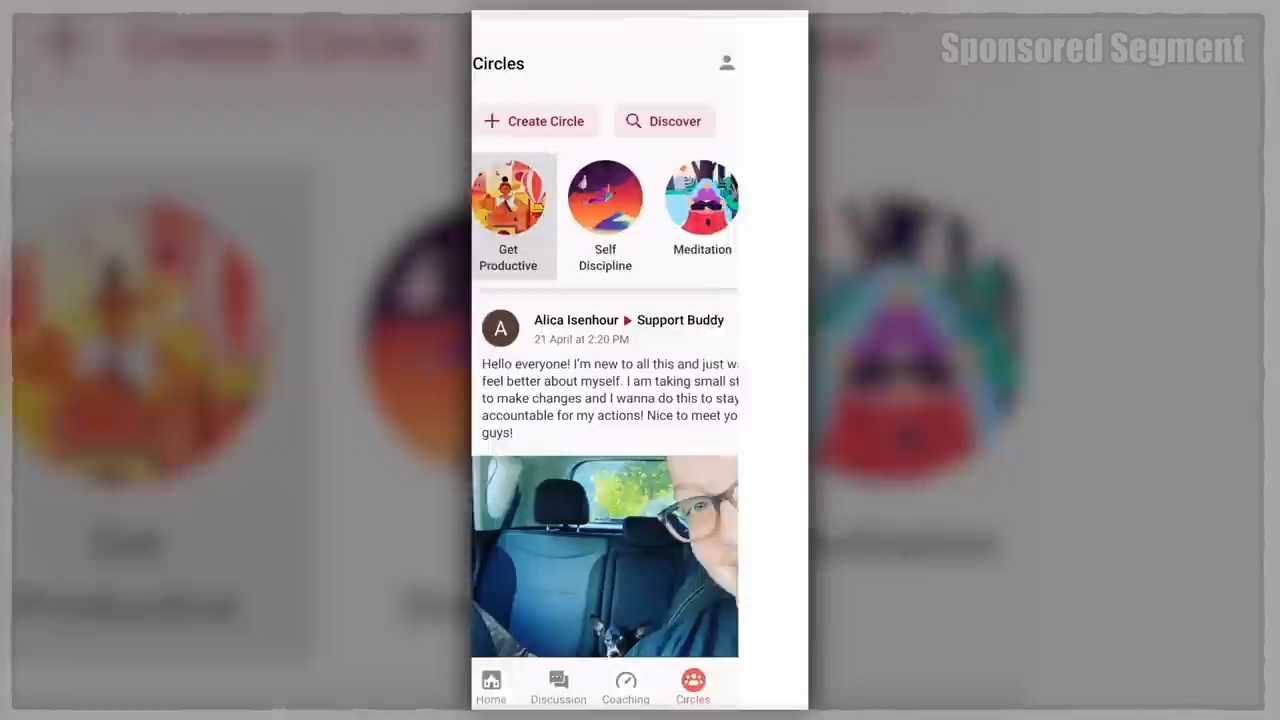 Sponsored Segment
Circles
Create Circle
Discover
Get
Productive
Self
Discipline
Meditation
A
Alica Isenhour ▶ Support Buddy
21 April at 2:20 PM
Hello everyone! I'm new to all this and just w
feel better about myself. I am taking small st
to make changes and I wanna do this to stay
accountable for my actions! Nice to meet yo
guys!
Home
Discussion
Coaching
Circles